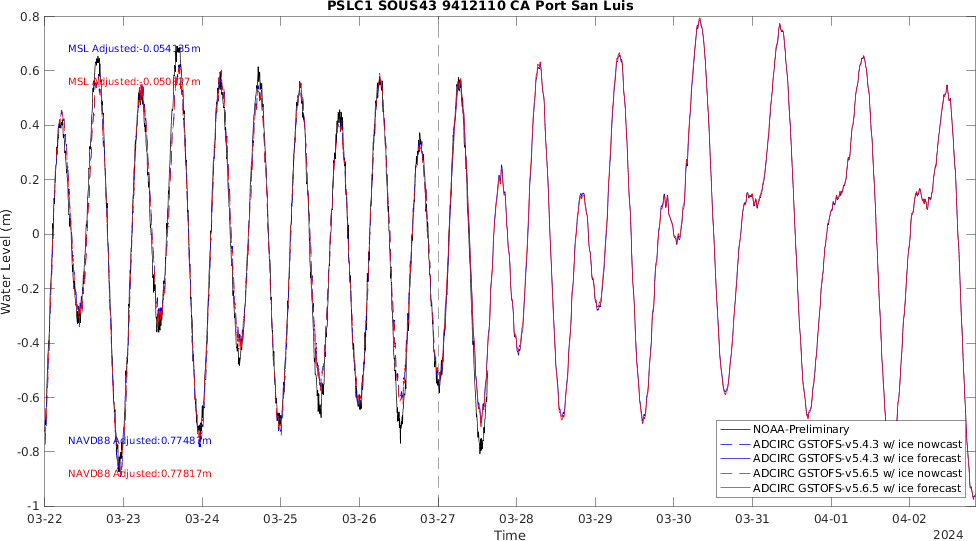 PSLC1 SOUS43 9412110 CA Port San Luis
0.8
MSL Adjusted:-0.054135m
0.6
MSL Adjusted:-0.050827m
0.4
0.2
0
-0.2
-0.4
-0.6
NAVD88 Adjusted:0.77487m
-0.8
NAVD88 Adjusted:0.77817m
-1
Water Level (m)
NOAA-Preliminary
ADCIRC GSTOFS-v5.4.3 w/ ice nowcast
ADCIRC GSTOFS-v5.4.3 w/ ice forecast
ADCIRC GSTOFS-v5.6.5 w/ ice nowcast
ADCIRC GSTOFS-v5.6.5 w/ ice forecast
03-22 03-23 03-24 03-25 03-26 03-27 03-28 03-29 03-30 03-31 04-01 04-02
Time
2024